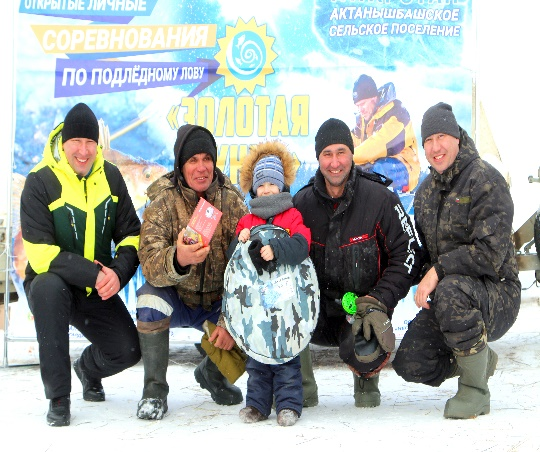 ОТКРЫТЫЕ ЛИЧНЫЕ
СОРЕВНОВАНИЯ
ПО ПОДЛЁДНОМУ ЛОВУ
«ЗОЛОТАЯ
АКТАНЫШБАШСКОЕ
СЕЛЬСКОЕ ПОСЕЛЕНИЕ